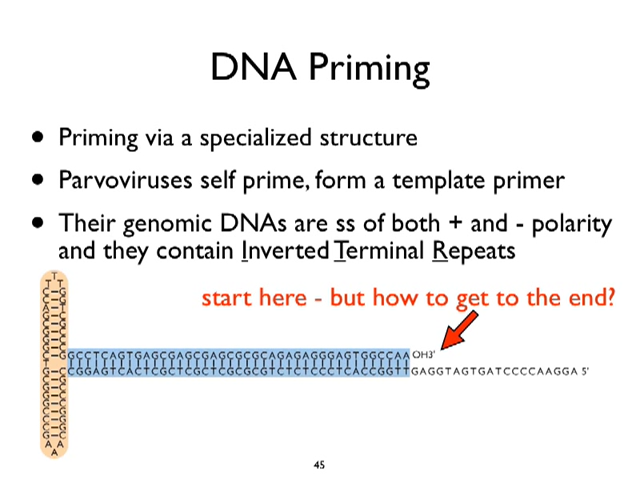 DNA Priming
• Priming via a specialized structure
• Parvoviruses self prime, form a template primer
• Their genomic DNAs are ss of both + and - polarity
and they contain Inverted Terminal Repeats
start here - but how to get to the end?
GCCTCAGTGAGCGAGCGAGCGCGCAGAGAGGGAGTGGCCAA OH3'
CGGAGTCACTCGCTCGCTCGCGCGTCTCTCCCTCACCGGTTGAGGTAGTGATCCCCAAGGA 5'
45